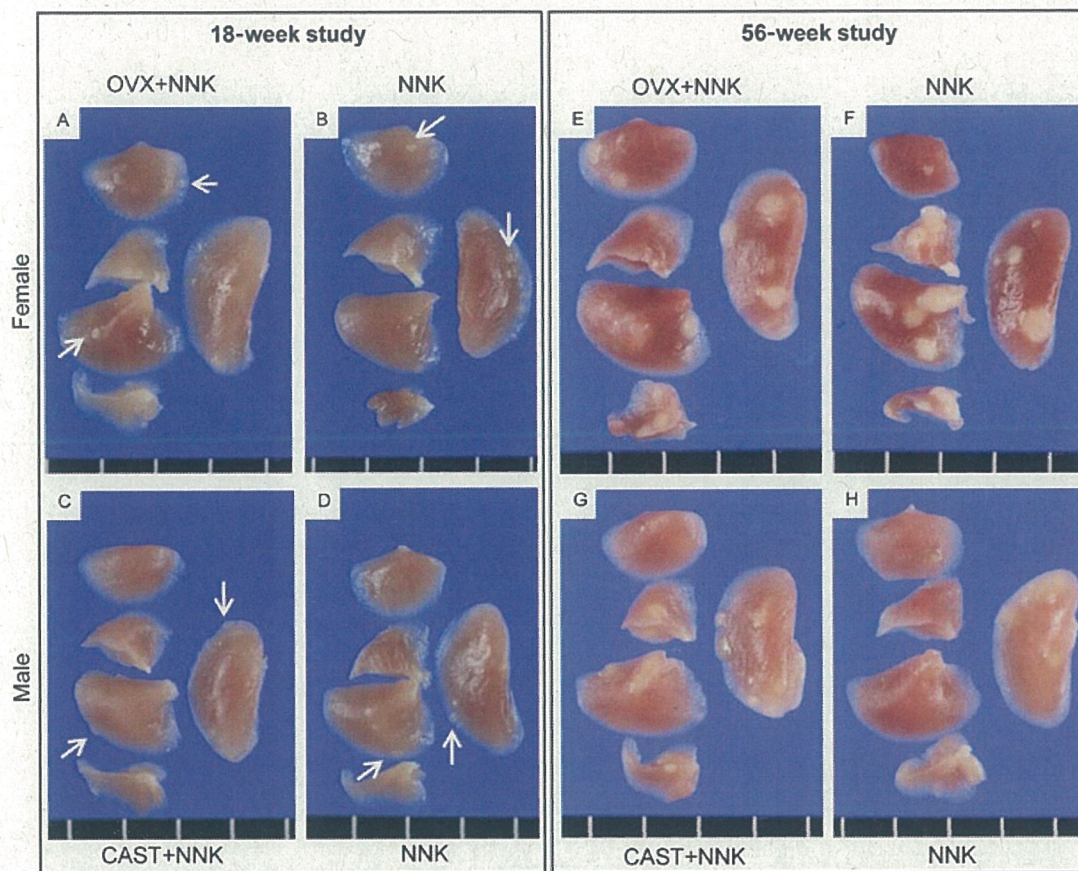 18-week study
56-week study
OVX+NNK
NNK
OVX+NNK
NNK
A
B
E
F
Female
C
D
G
H
Male
CAST+NNK
NNK
CAST+NNK
NNK